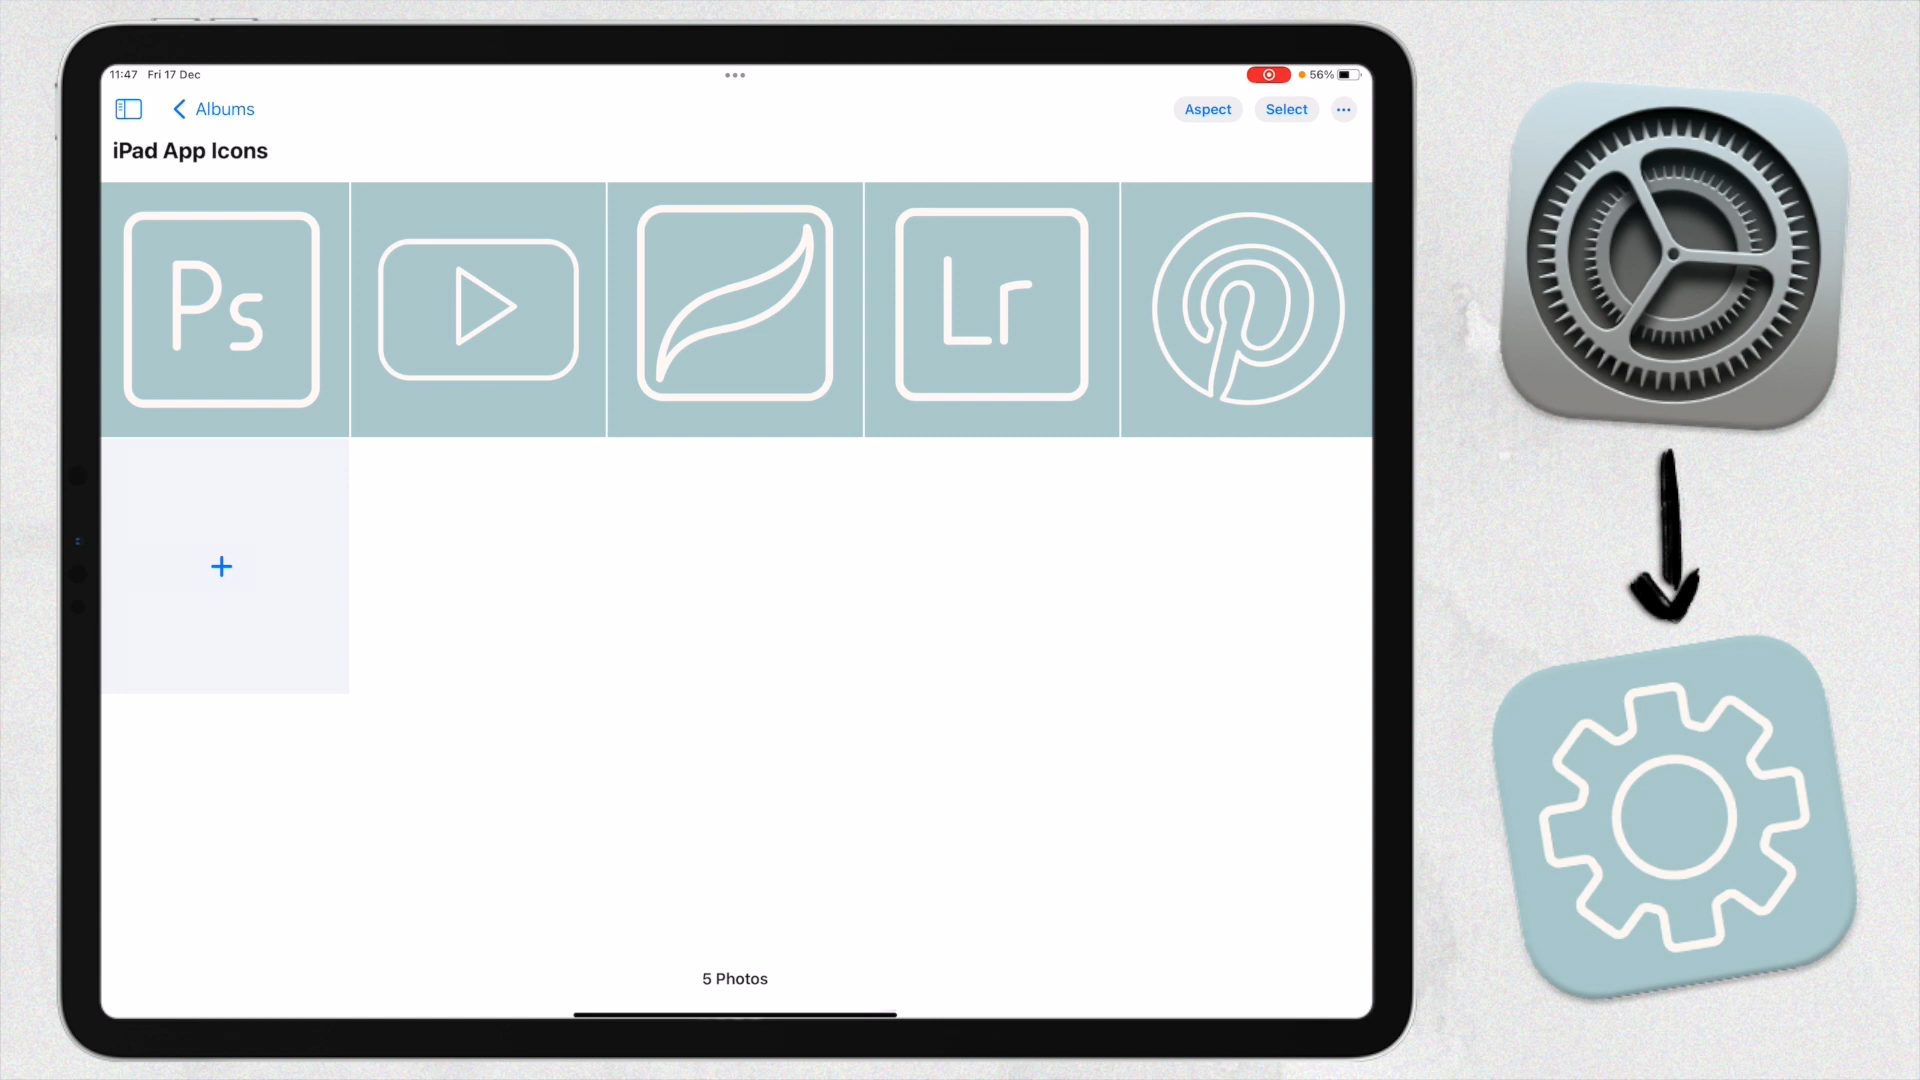 11:47 Fri 17 Dec
56%
Albums
Aspect
Select
iPad App Icons
Ps
Lr
5 Photos